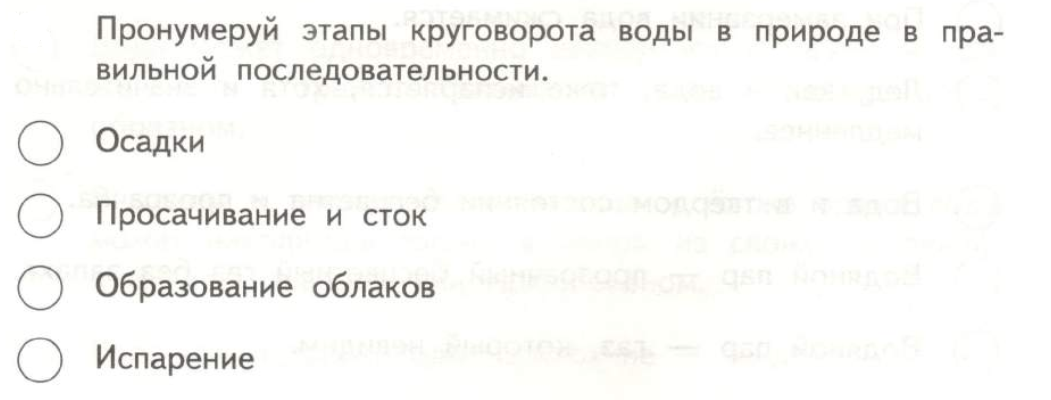 Пронумеруй этапы круговорота воды в природе в пра-
вильной последовательности.
Осадки
Просачивание и сток
Образование облаков
Испарение